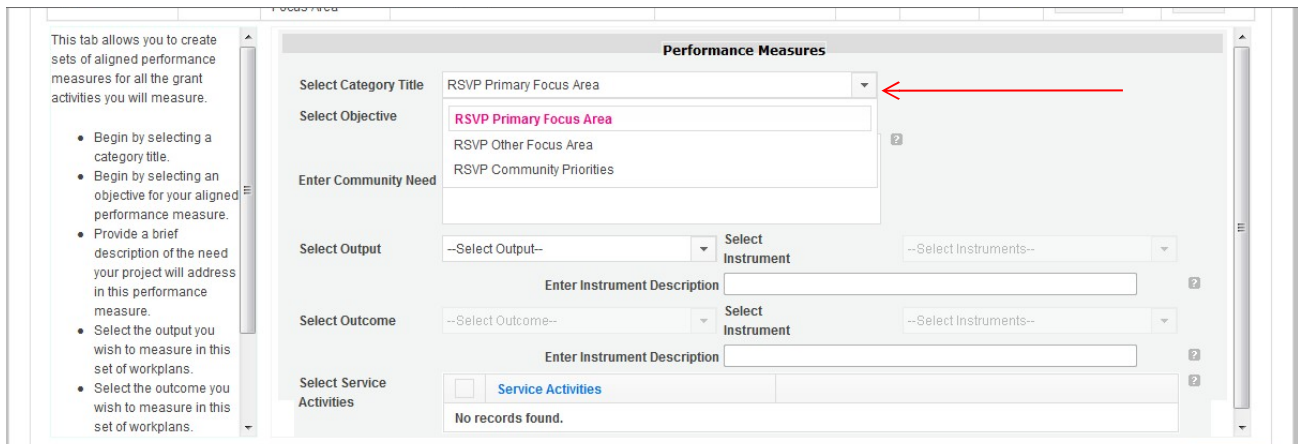 Focus Area
This tab allows you to create
sets of aligned performance
measures for all the grant
activities you will measure.
Begin by selecting a
category title.
Begin by selecting an
objective for your aligned
performance measure.
Provide a brief
description of the need
your project will address
in this performance
measure.
Select the output you
wish to measure in this
set of workplans.
Select the outcome you
wish to measure in this
set of workplans.
Performance Measures
Select Category Title RSVP Primary Focus Area
Select Objective
RSVP Primary Focus Area
RSVP Other Focus Area
RSVP Community Priorities
?
Enter Community Need
Select Output --Select Output-- Select Instrument --Select Instruments--
Enter Instrument Description ?
Select Outcome --Select Outcome-- Select Instrument --Select Instruments--
Enter Instrument Description ?
Select Service Activities Service Activities ?
No records found.